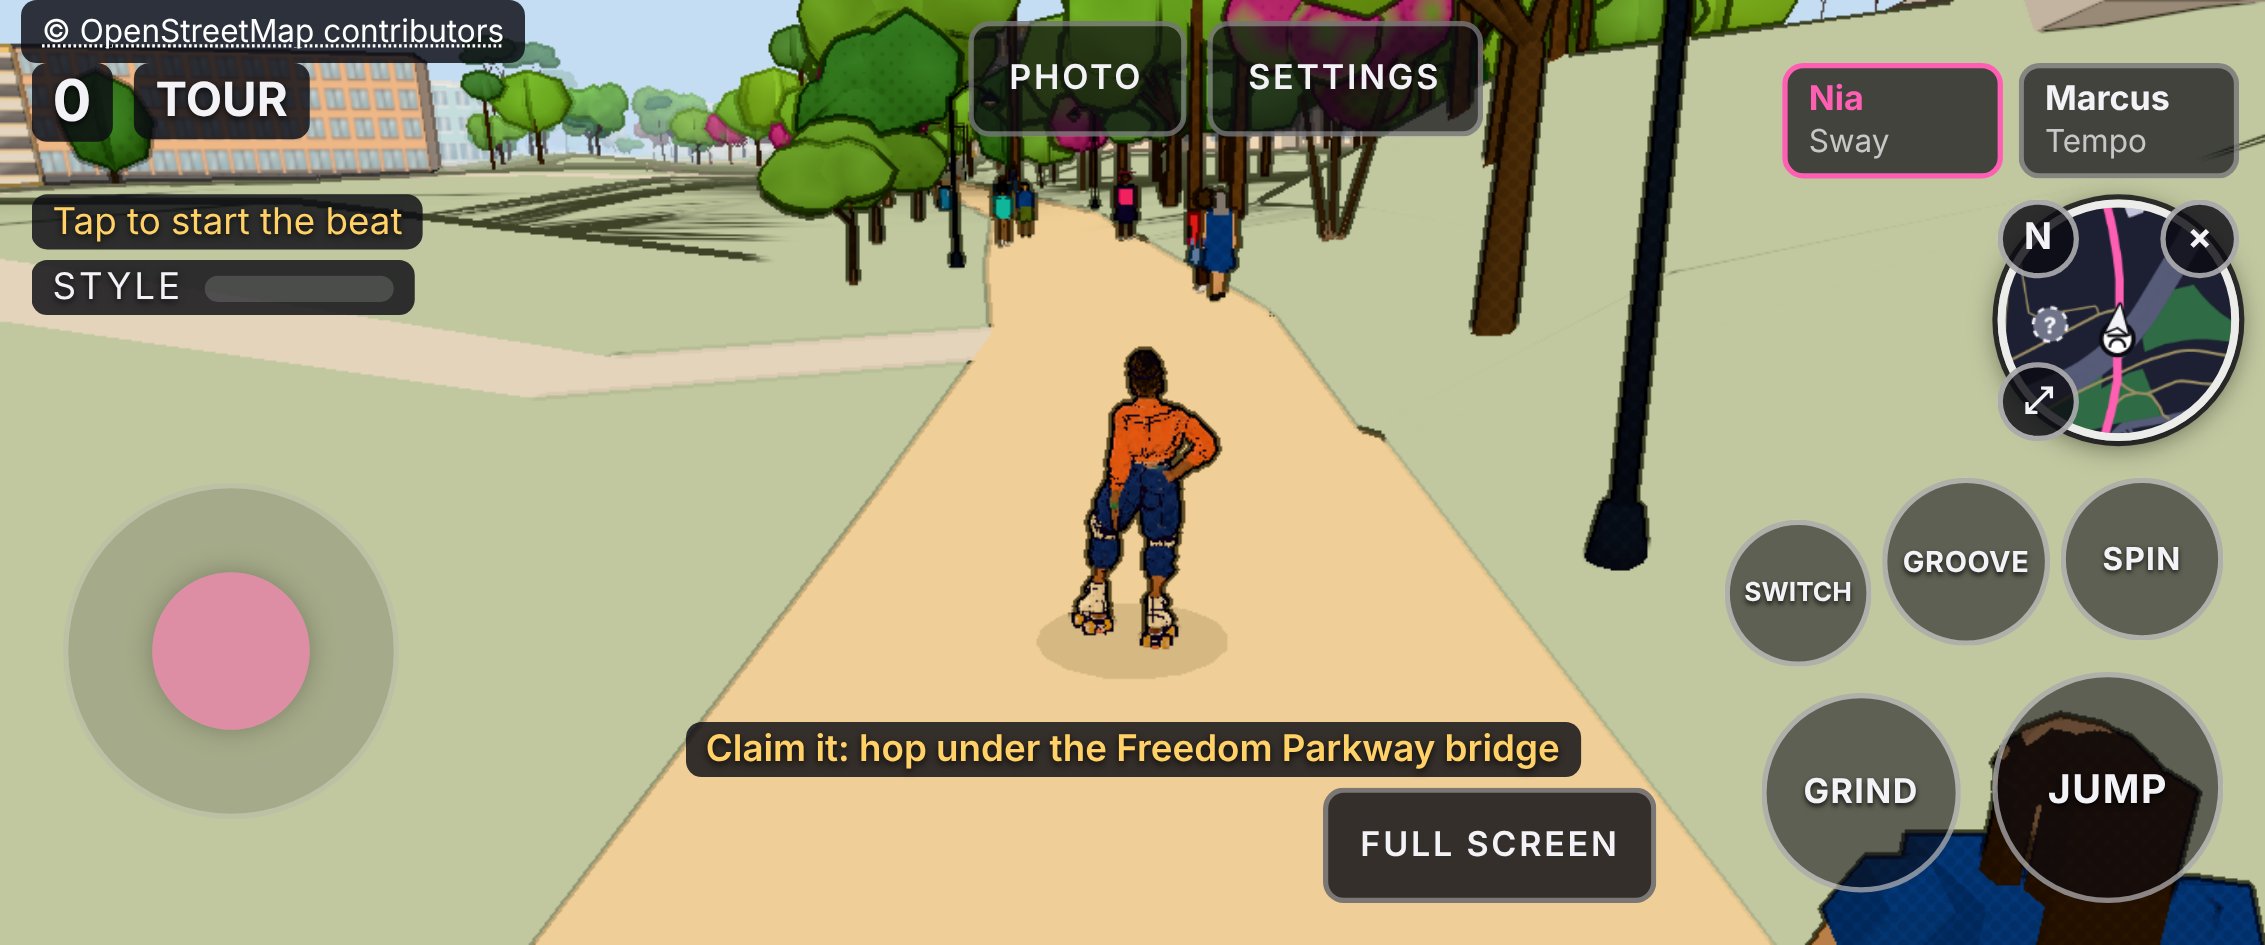 © OpenStreetMap contributors
0 TOUR
PHOTO
SETTINGS
Nia
Sway
Marcus
Tempo
Tap to start the beat
STYLE
N
×
?
SWITCH
GROOVE
SPIN
GRIND
JUMP
Claim it: hop under the Freedom Parkway bridge
FULL SCREEN